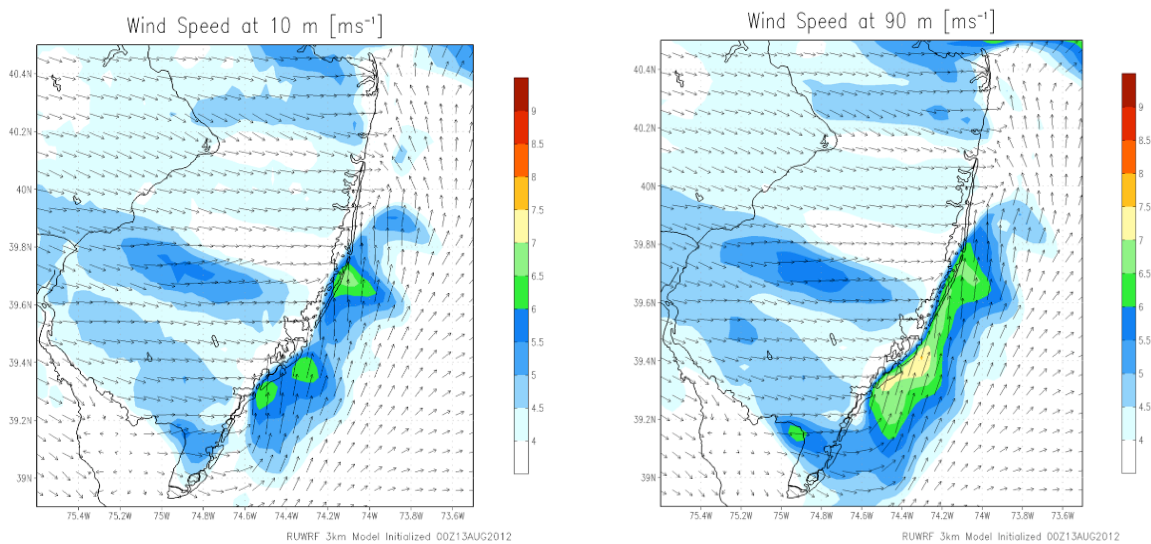 Wind Speed at 10 m [ms⁻¹]
40.4N
40.2N
40N
39.8N
39.6N
39.4N
39.2N
39N
75.4W
75.2W
75W
74.8W
74.6W
74.4W
74.2W
74W
73.8W
73.6W
9
8.5
8
7.5
7
6.5
6
5.5
5
4.5
4
RUWRF 3km Model Initialized 00Z13AUG2012
Wind Speed at 90 m [ms⁻¹]
40.4N
40.2N
40N
39.8N
39.6N
39.4N
39.2N
39N
75.4W
75.2W
75W
74.8W
74.6W
74.4W
74.2W
74W
73.8W
73.6W
9
8.5
8
7.5
7
6.5
6
5.5
5
4.5
4
RUWRF 3km Model Initialized 00Z13AUG2012